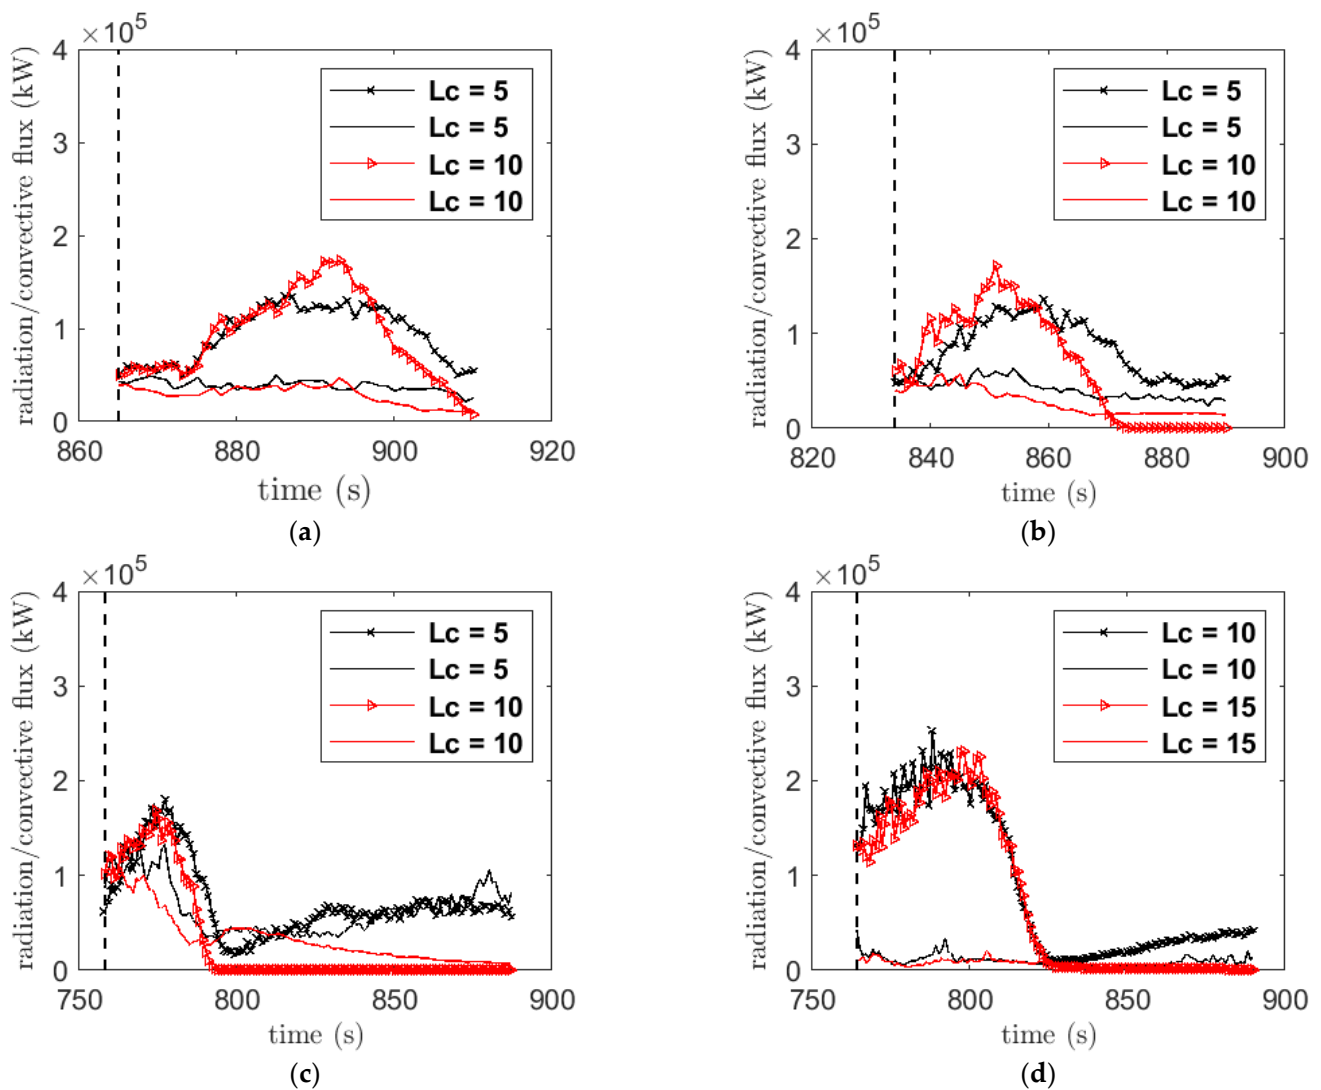 ×10^5
4
3
2
1
0
radiation/convective flux (kW)
Lc = 5
Lc = 5
Lc = 10
Lc = 10
860 880 900 920
time (s)
(a)
×10^5
4
3
2
1
0
radiation/convective flux (kW)
Lc = 5
Lc = 5
Lc = 10
Lc = 10
820 840 860 880 900
time (s)
(b)
×10^5
4
3
2
1
0
radiation/convective flux (kW)
Lc = 5
Lc = 5
Lc = 10
Lc = 10
750 800 850 900
time (s)
(c)
×10^5
4
3
2
1
0
radiation/convective flux (kW)
Lc = 10
Lc = 10
Lc = 15
Lc = 15
750 800 850 900
time (s)
(d)